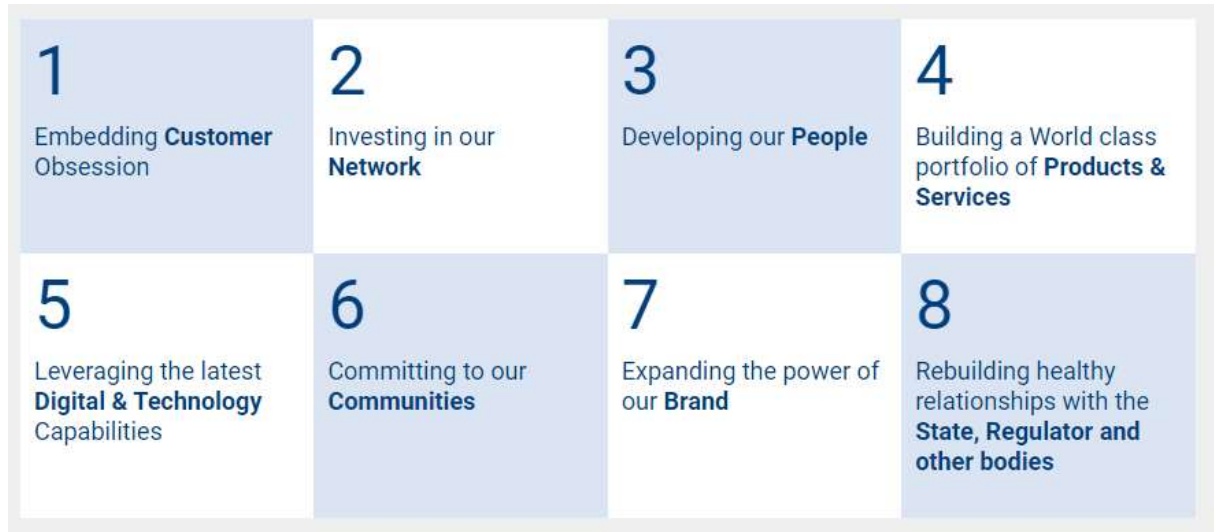 1
Embedding Customer
Obsession
2
Investing in our
Network
3
Developing our People
4
Building a World class
portfolio of Products &
Services
5
Leveraging the latest
Digital & Technology
Capabilities
6
Committing to our
Communities
7
Expanding the power of
our Brand
8
Rebuilding healthy
relationships with the
State, Regulator and
other bodies